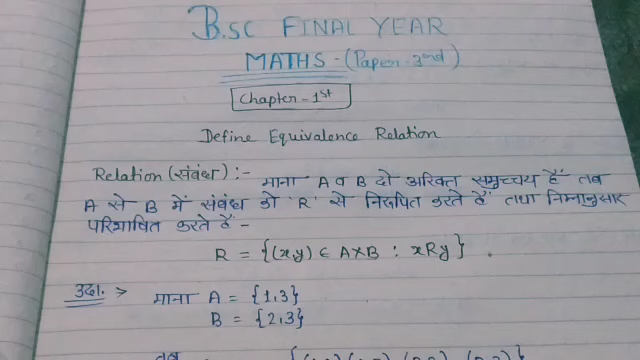 B.SC FINAL YEAR
MATHS - (Paper - 2nd)
Chapter - 1st
Define Equivalence Relation
Relation (संबंध) :- माना A व B दो अरिक्त समुच्चय हैं तब
A से B में संबंध को 'R' से निरूपित करते हैं तथा निम्नानुसार
परिभाषित करते हैं -
R = {(x,y) ∈ A×B : xRy} .
उदा. > माना A = {1,3}
B = {2,3}
तब